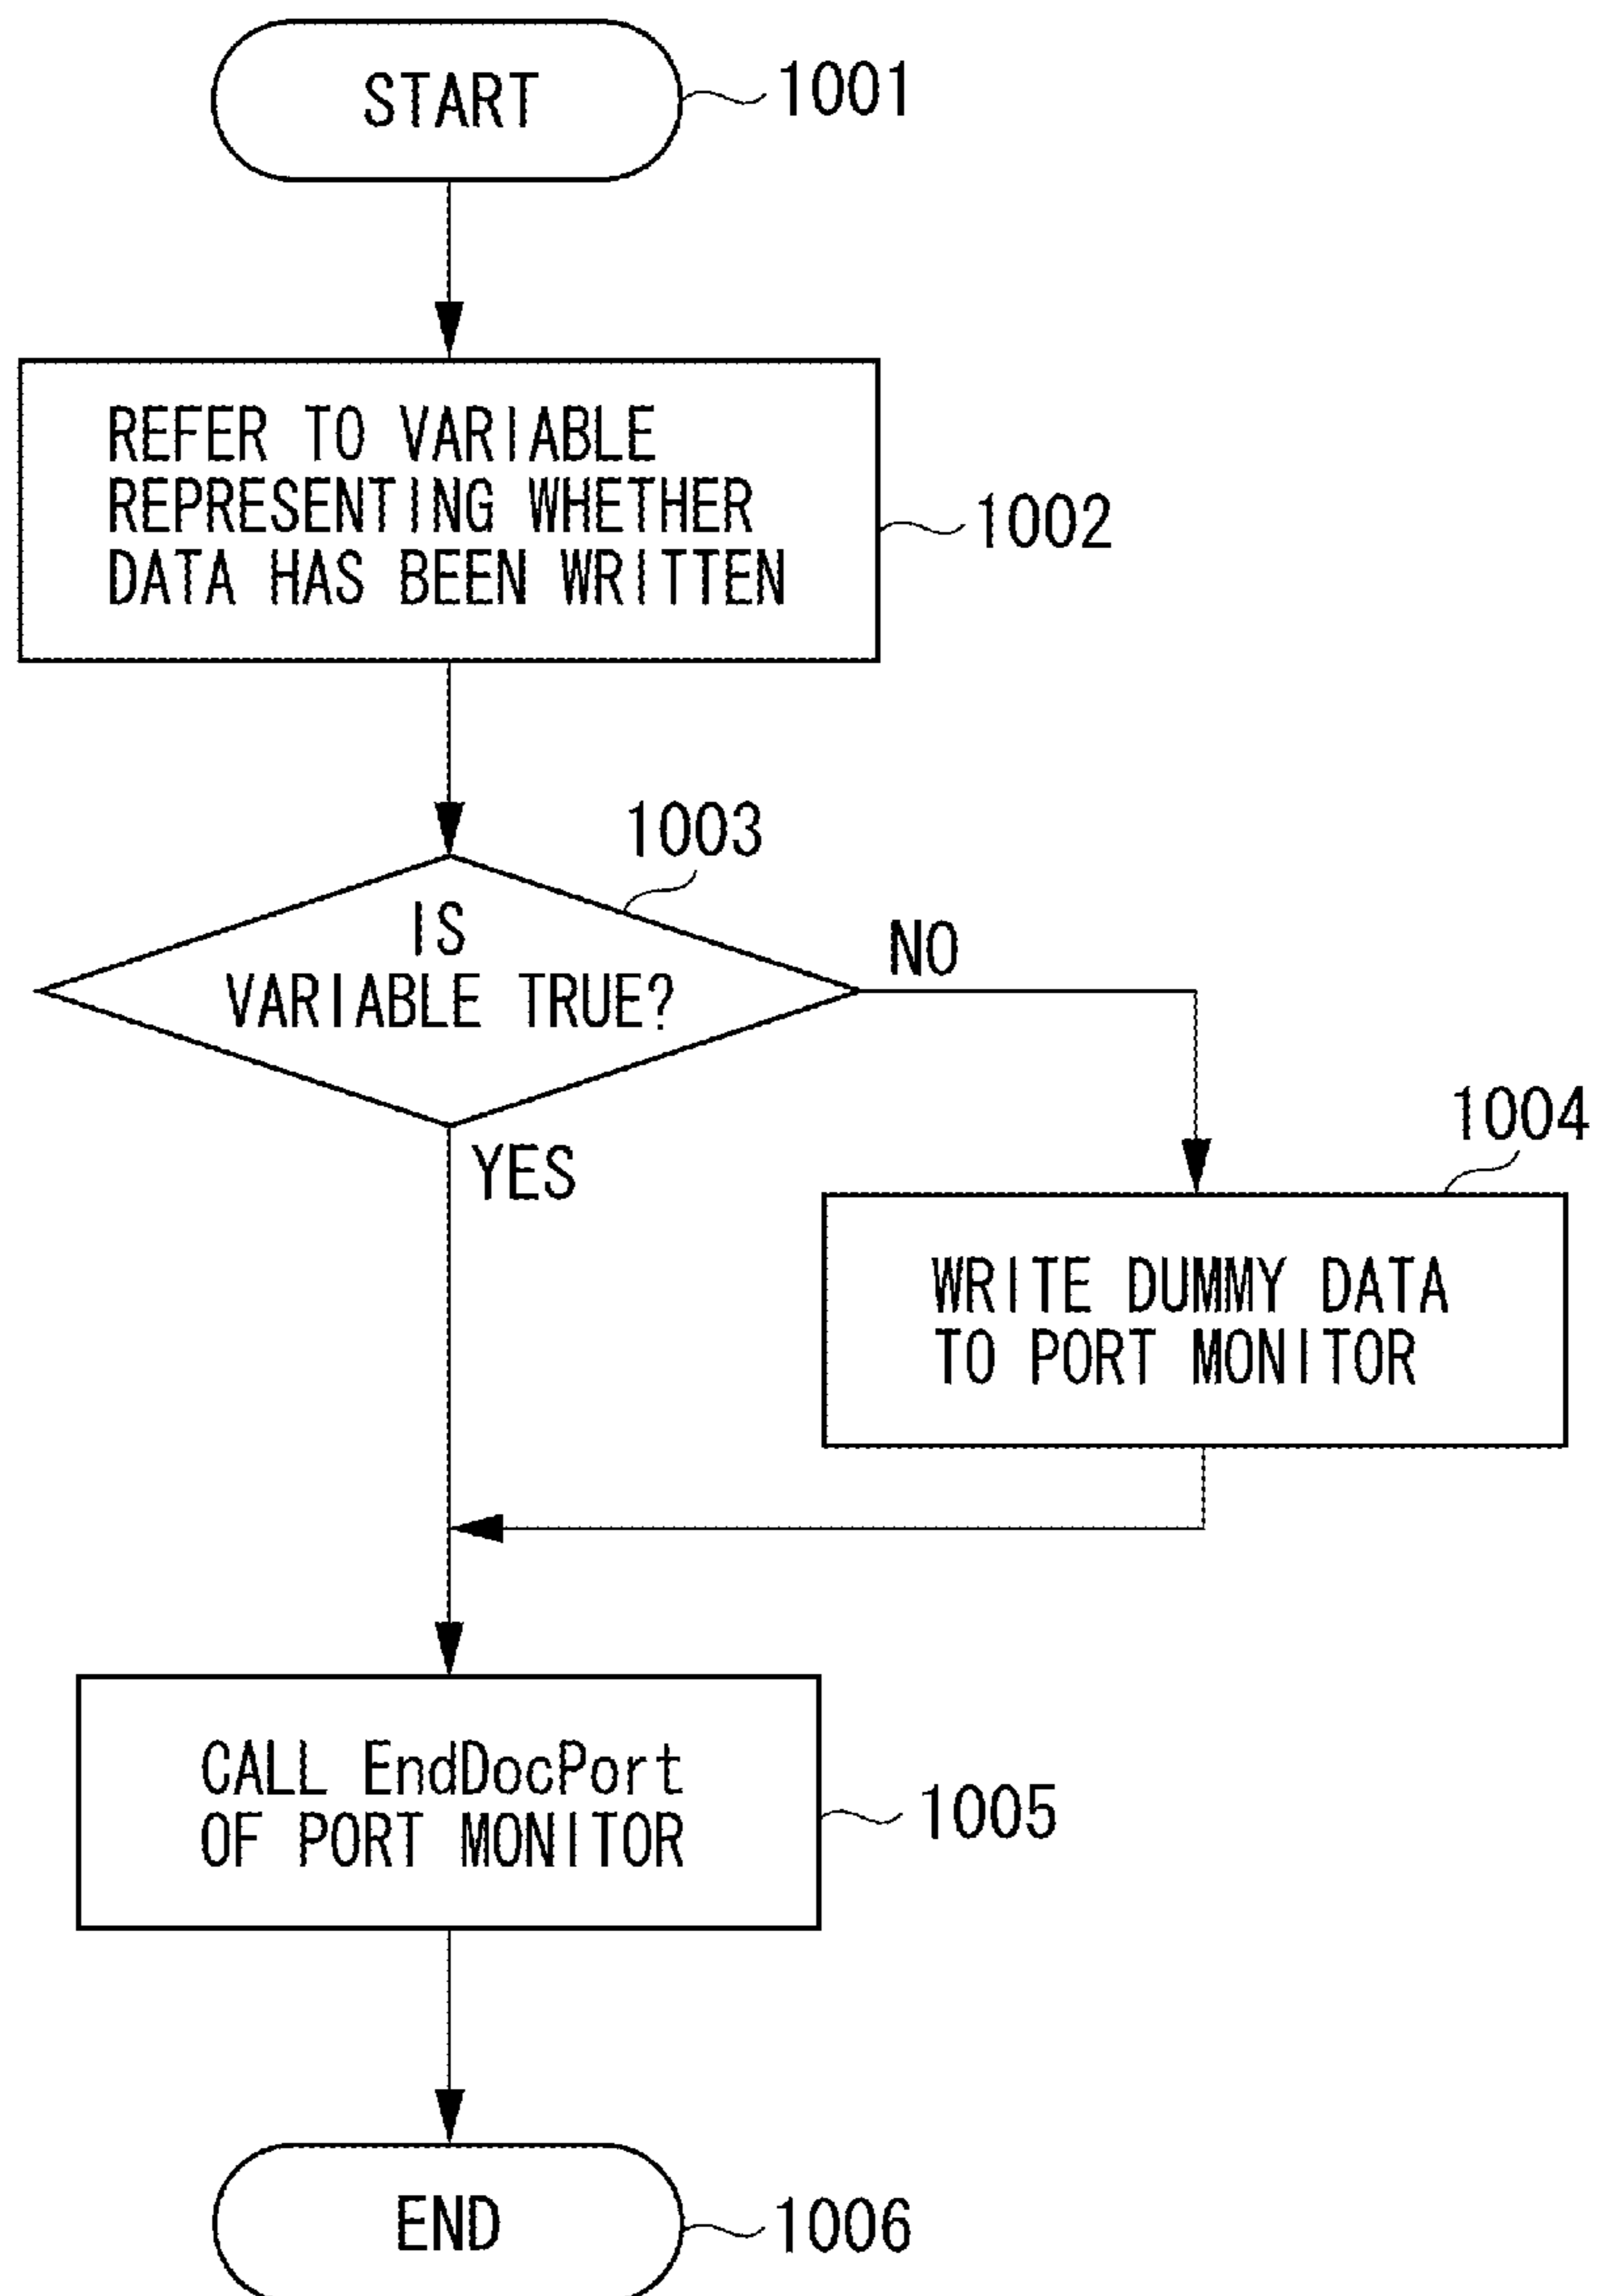 START
1001
REFER TO VARIABLE
REPRESENTING WHETHER
DATA HAS BEEN WRITTEN
1002
1003
IS
VARIABLE TRUE?
NO
YES
1004
WRITE DUMMY DATA
TO PORT MONITOR
CALL EndDocPort
OF PORT MONITOR
1005
END
1006